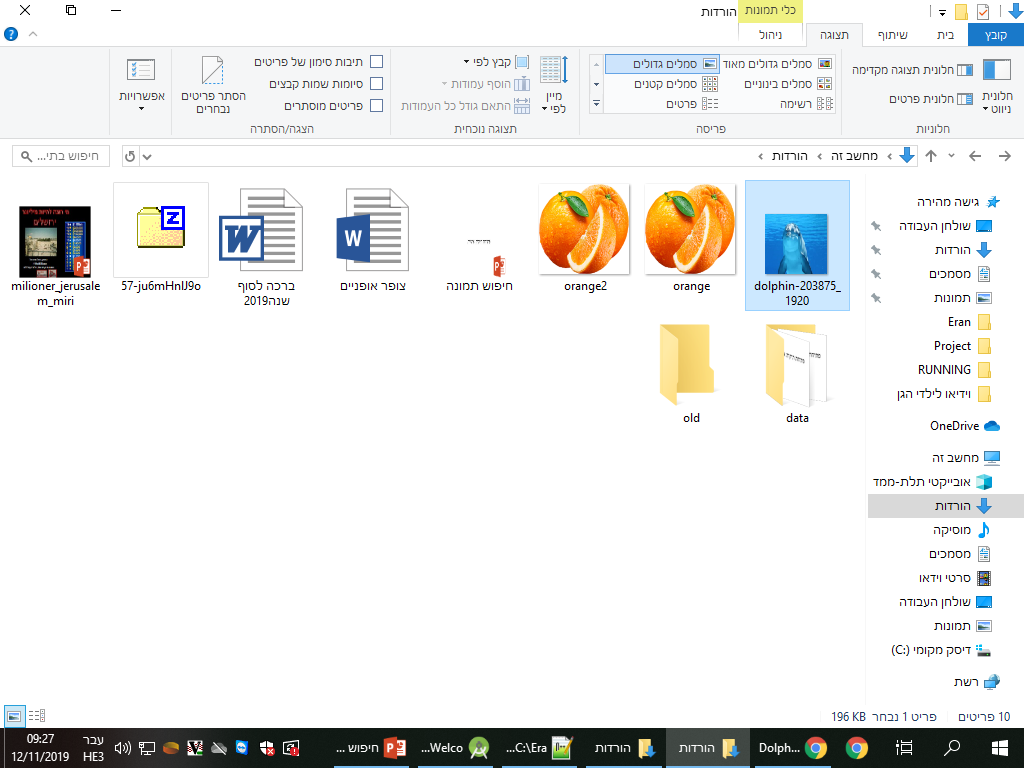 הורדות
כלי תמונות
קובץ
בית
שיתוף
תצוגה
ניהול
חלונית ניווט
חלונית תצוגה מקדימה
חלונית פרטים
חלוניות
סמלים גדולים מאוד
סמלים גדולים
סמלים בינוניים
סמלים קטנים
רשימה
פרטים
פריסה
מיין לפי
קבץ לפי
הוסף עמודות
התאם גודל כל העמודות
תצוגה נוכחית
תיבות סימון של פריטים
סיומות שמות קבצים
פריטים מוסתרים
הסתר פריטים נבחרים
הצגה/הסתרה
אפשרויות
מחשב זה
הורדות
חיפוש בתי...
גישה מהירה
שולחן העבודה
הורדות
מסמכים
תמונות
Eran
Project
RUNNING
וידיאו לילדי הגן
OneDrive
מחשב זה
אובייקטי תלת-ממד
הורדות
מוסיקה
מסמכים
סרטי וידאו
שולחן העבודה
תמונות
דיסק מקומי (C:)
רשת
dolphin-203875_
1920
orange
orange2
חיפוש תמונה
צופר אופניים
ברכה לסוף
שנה2019
57-ju6mHnIJ9o
milioner_jerusale
m_miri
data
old
10 פריטים
פריט 1 נבחר 196 KB
Dolph...
הורדות
הורדות
C:\Era...
Welco...
חיפוש ...
עבר
HE3
09:27
12/11/2019